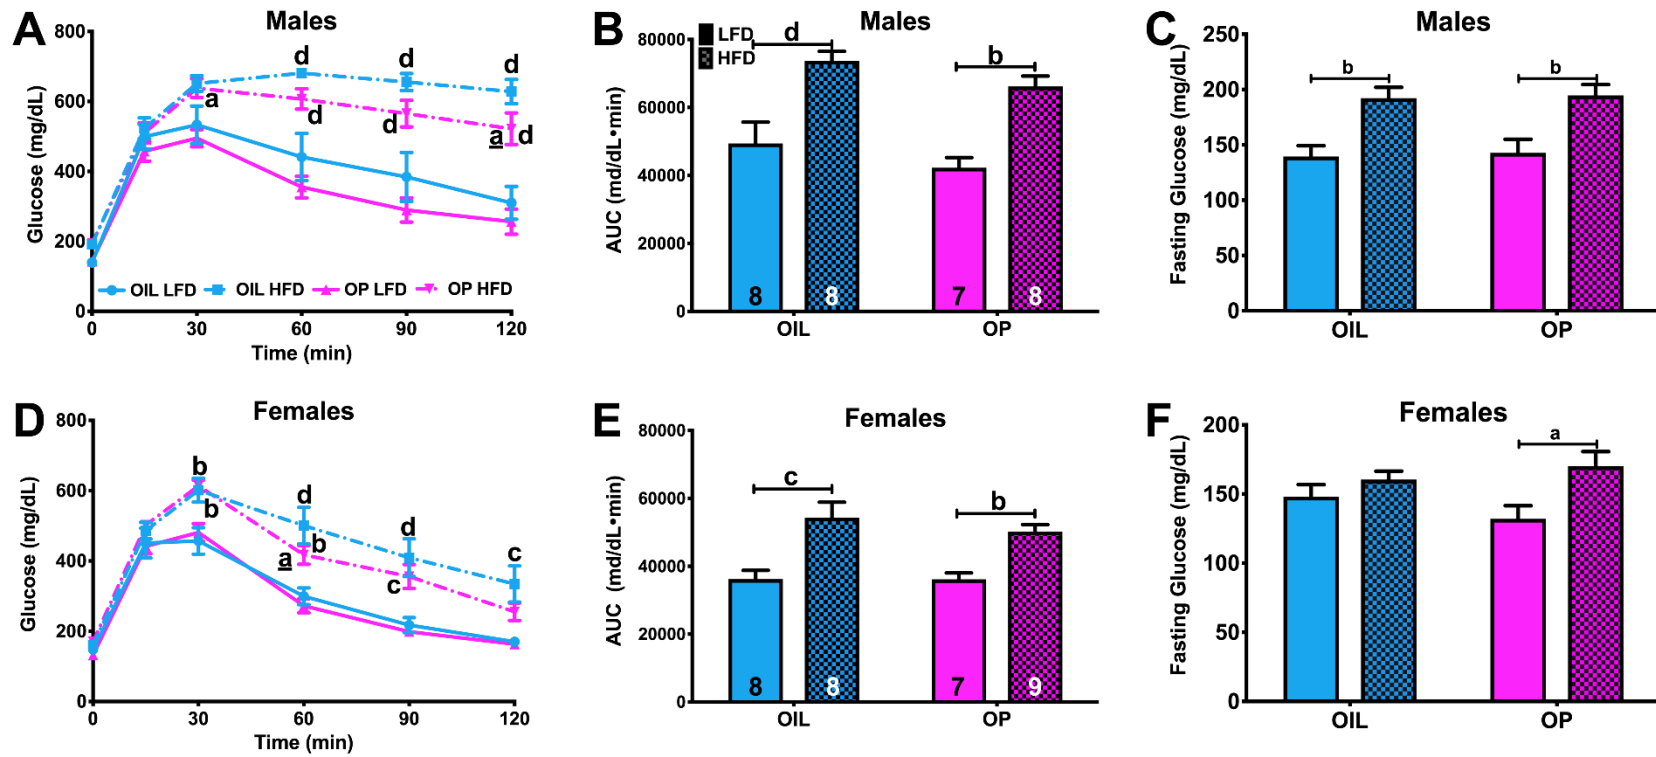 A
Males
Glucose (mg/dL)
800
600
400
200
0
d
d
d
a
d
d
a
d
OIL LFD
OIL HFD
OP LFD
OP HFD
0
30
60
90
120
Time (min)
B
Males
LFD
HFD
AUC (md/dL•min)
80000
60000
40000
20000
0
d
b
8
8
7
8
OIL
OP
C
Males
Fasting Glucose (mg/dL)
250
200
150
100
50
0
b
b
OIL
OP
D
Females
Glucose (mg/dL)
800
600
400
200
0
b
b
d
a
b
d
c
c
0
30
60
90
120
Time (min)
E
Females
AUC (md/dL•min)
80000
60000
40000
20000
0
c
b
8
8
7
9
OIL
OP
F
Females
Fasting Glucose (mg/dL)
200
150
100
50
0
a
OIL
OP